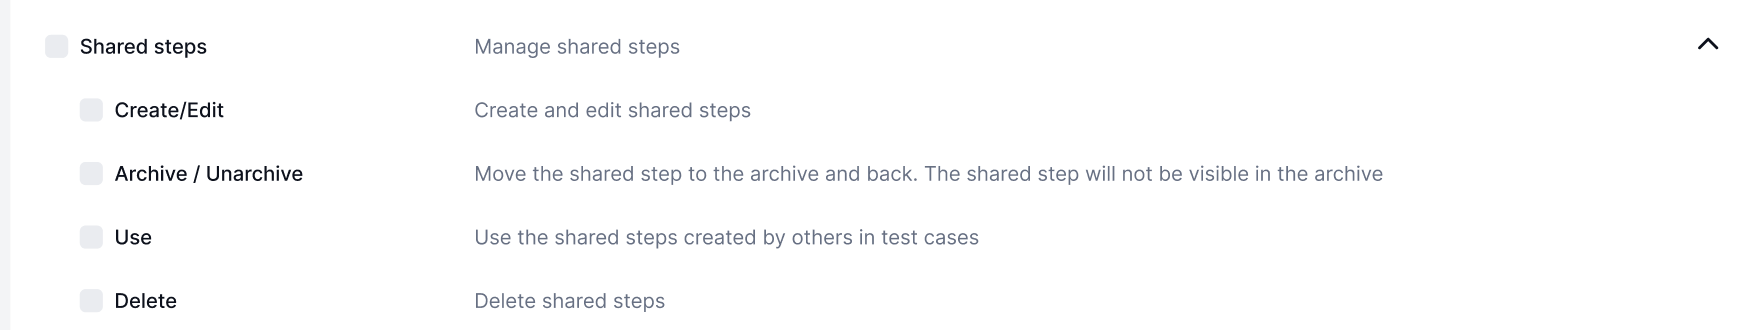 Shared steps Manage shared steps
Create/Edit Create and edit shared steps
Archive / Unarchive Move the shared step to the archive and back. The shared step will not be visible in the archive
Use Use the shared steps created by others in test cases
Delete Delete shared steps